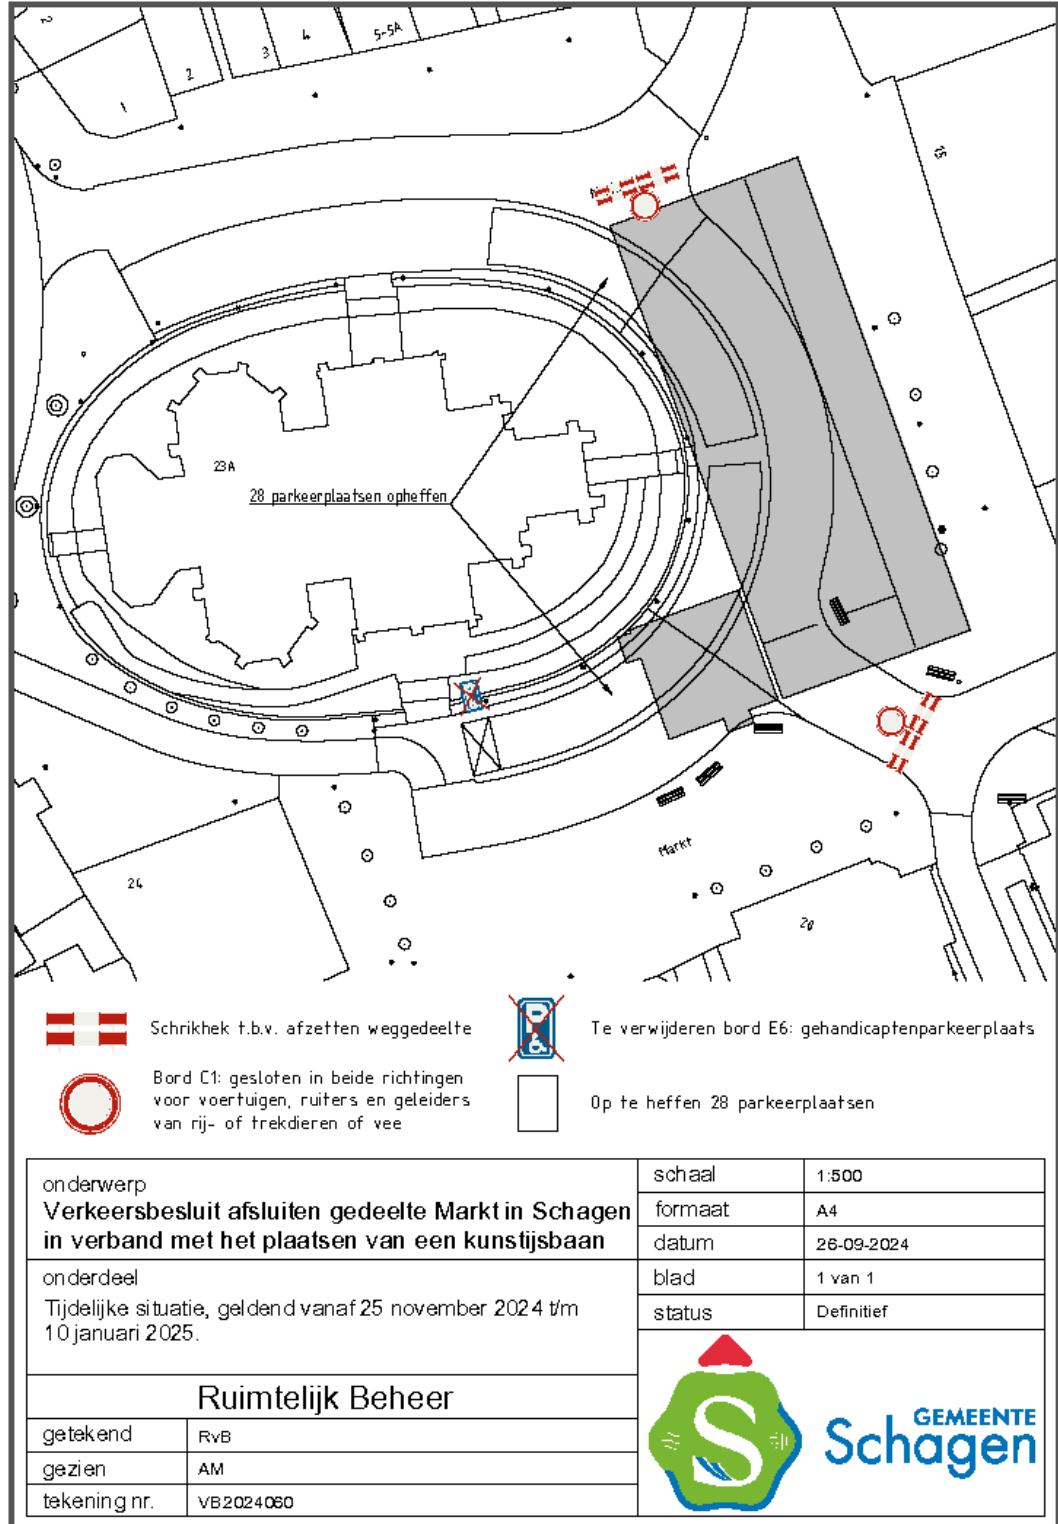 2
1
2
3
4
5-5A
15
23A
28 parkeerplaatsen opheffen
Markt
24
20
Schrikhek t.b.v. afzetten weggedeelte
Te verwijderen bord E6: gehandicaptenparkeerplaats
Bord C1: gesloten in beide richtingen
voor voertuigen, ruiters en geleiders
van rij- of trekdieren of vee
Op te heffen 28 parkeerplaatsen
onderwerp
Verkeersbesluit afsluiten gedeelte Markt in Schagen
in verband met het plaatsen van een kunstijsbaan
onderdeel
Tijdelijke situatie, geldend vanaf 25 november 2024 t/m
10 januari 2025.
Ruimtelijk Beheer
getekend RvB
gezien AM
tekening nr. VB2024060
schaal 1:500
formaat A4
datum 26-09-2024
blad 1 van 1
status Definitief
S
GEMEENTE
Schagen